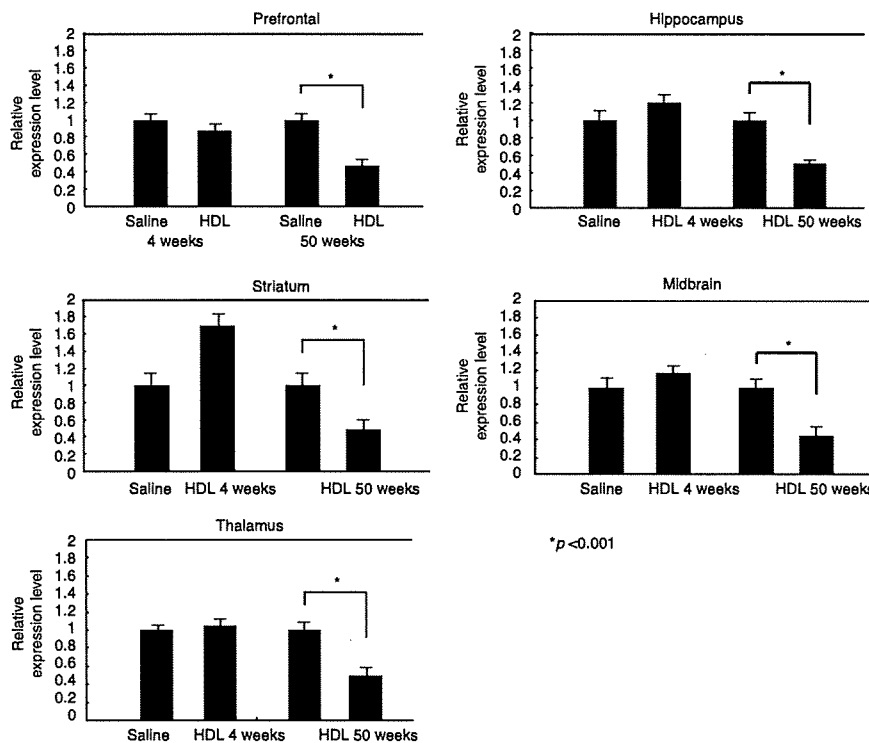 Prefrontal
Relative
expression level
2
1.8
1.6
1.4
1.2
1
0.8
0.6
0.4
0.2
0
*
Saline HDL Saline HDL
4 weeks 50 weeks
Hippocampus
Relative
expression level
2
1.8
1.6
1.4
1.2
1
0.8
0.6
0.4
0.2
0
*
Saline HDL 4 weeks HDL 50 weeks
Striatum
Relative
expression level
2
1.8
1.6
1.4
1.2
1
0.8
0.6
0.4
0.2
0
*
Saline HDL 4 weeks HDL 50 weeks
Midbrain
Relative
expression level
2
1.8
1.6
1.4
1.2
1
0.8
0.6
0.4
0.2
0
*
Saline HDL 4 weeks HDL 50 weeks
Thalamus
Relative
expression level
2
1.8
1.6
1.4
1.2
1
0.8
0.6
0.4
0.2
0
*
Saline HDL 4 weeks HDL 50 weeks
*p<0.001